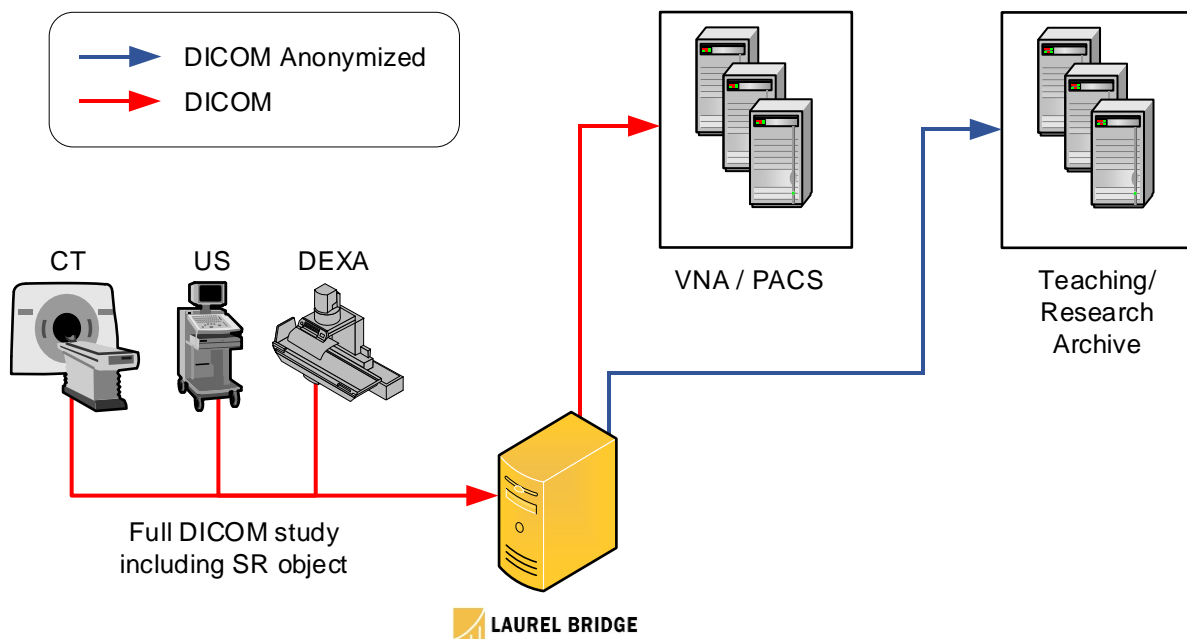 DICOM Anonymized
DICOM
CT
US
DEXA
VNA / PACS
Teaching/
Research
Archive
Full DICOM study
including SR object
LAUREL BRIDGE